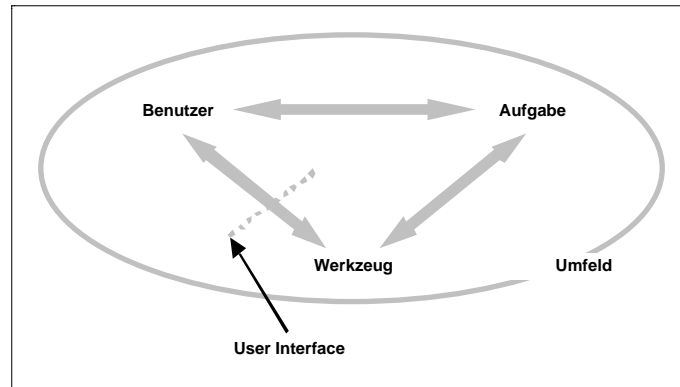 Benutzer
Aufgabe
Werkzeug
Umfeld
User Interface